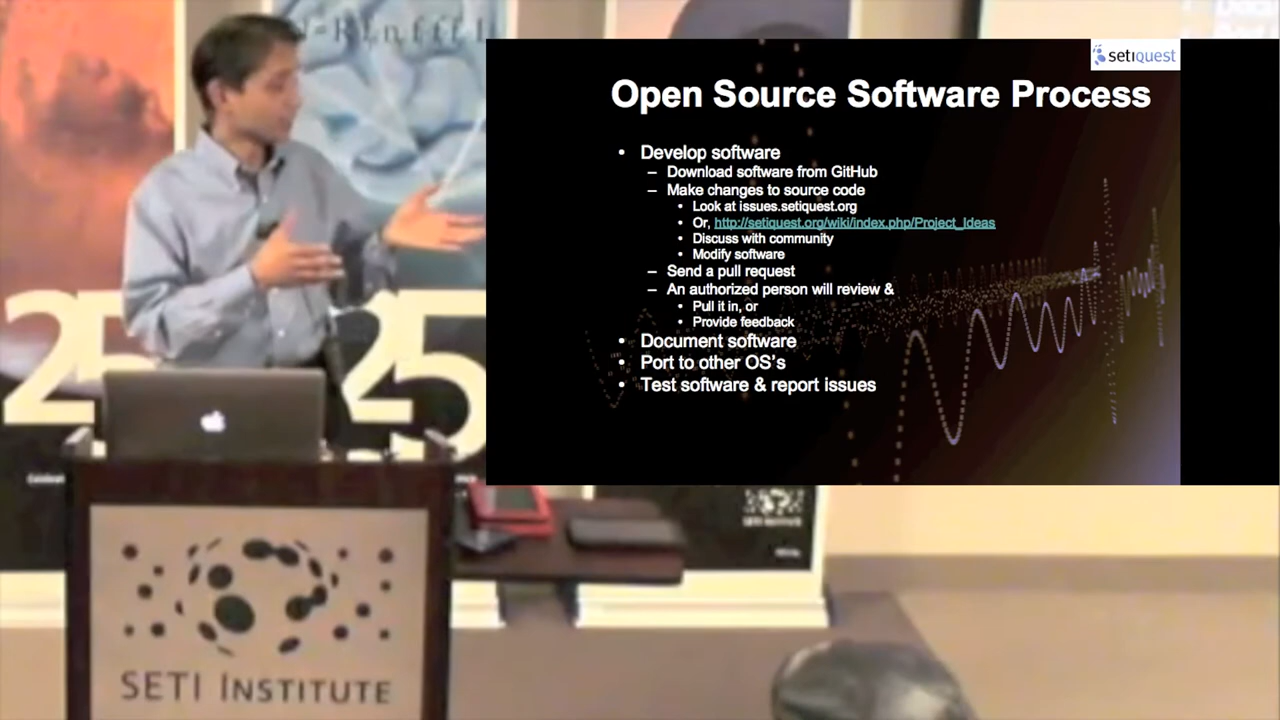 setiquest
Open Source Software Process
• Develop software
– Download software from GitHub
– Make changes to source code
• Look at issues.setiquest.org
• Or, http://setiquest.org/wiki/index.php/Project_Ideas
• Discuss with community
• Modify software
– Send a pull request
– An authorized person will review &
• Pull it in, or
• Provide feedback
• Document software
• Port to other OS's
• Test software & report issues
25
25
SETI INSTITUTE
SETI INSTITUTE